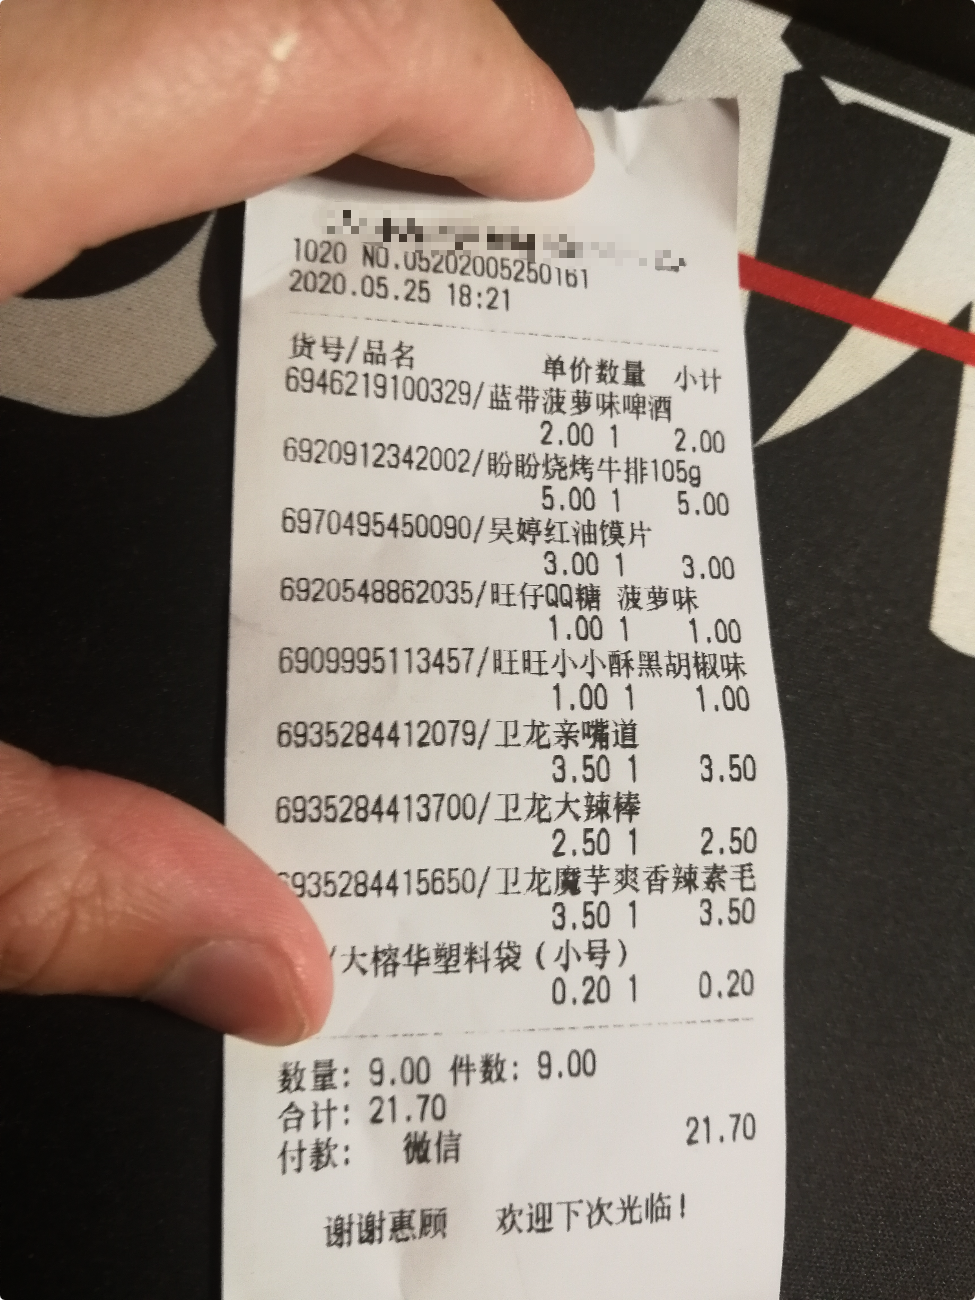 1020 NO.05202005250161
2020.05.25 18:21
货号/品名 单价数量 小计
6946219100329/蓝带菠萝味啤酒
2.00 1 2.00
6920912342002/盼盼烧烤牛排105g
5.00 1 5.00
6970495450090/吴婷红油馍片
3.00 1 3.00
6920548862035/旺仔QQ糖 菠萝味
1.00 1 1.00
6909995113457/旺旺小小酥黑胡椒味
1.00 1 1.00
6935284412079/卫龙亲嘴道
3.50 1 3.50
6935284413700/卫龙大辣棒
2.50 1 2.50
6935284415650/卫龙魔芋爽香辣素毛
3.50 1 3.50
/大榕华塑料袋(小号)
0.20 1 0.20
数量: 9.00 件数: 9.00
合计: 21.70
付款: 微信 21.70
谢谢惠顾 欢迎下次光临!